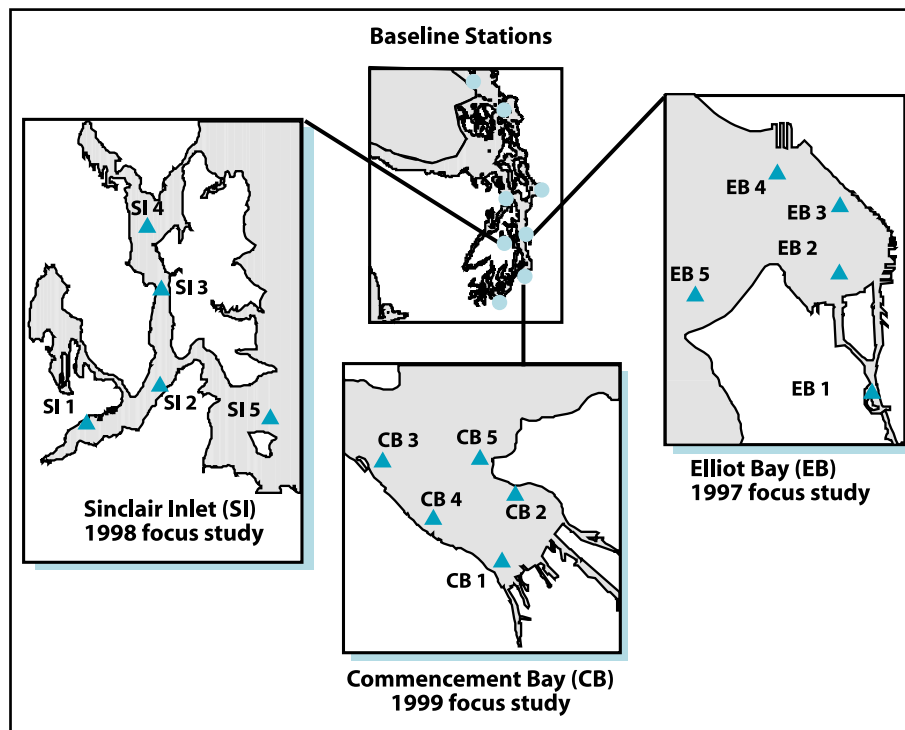 Baseline Stations
SI 4
SI 3
SI 1
SI 2
SI 5
Sinclair Inlet (SI)
1998 focus study
CB 3
CB 5
CB 4
CB 2
CB 1
Commencement Bay (CB)
1999 focus study
EB 4
EB 3
EB 2
EB 5
EB 1
Elliot Bay (EB)
1997 focus study